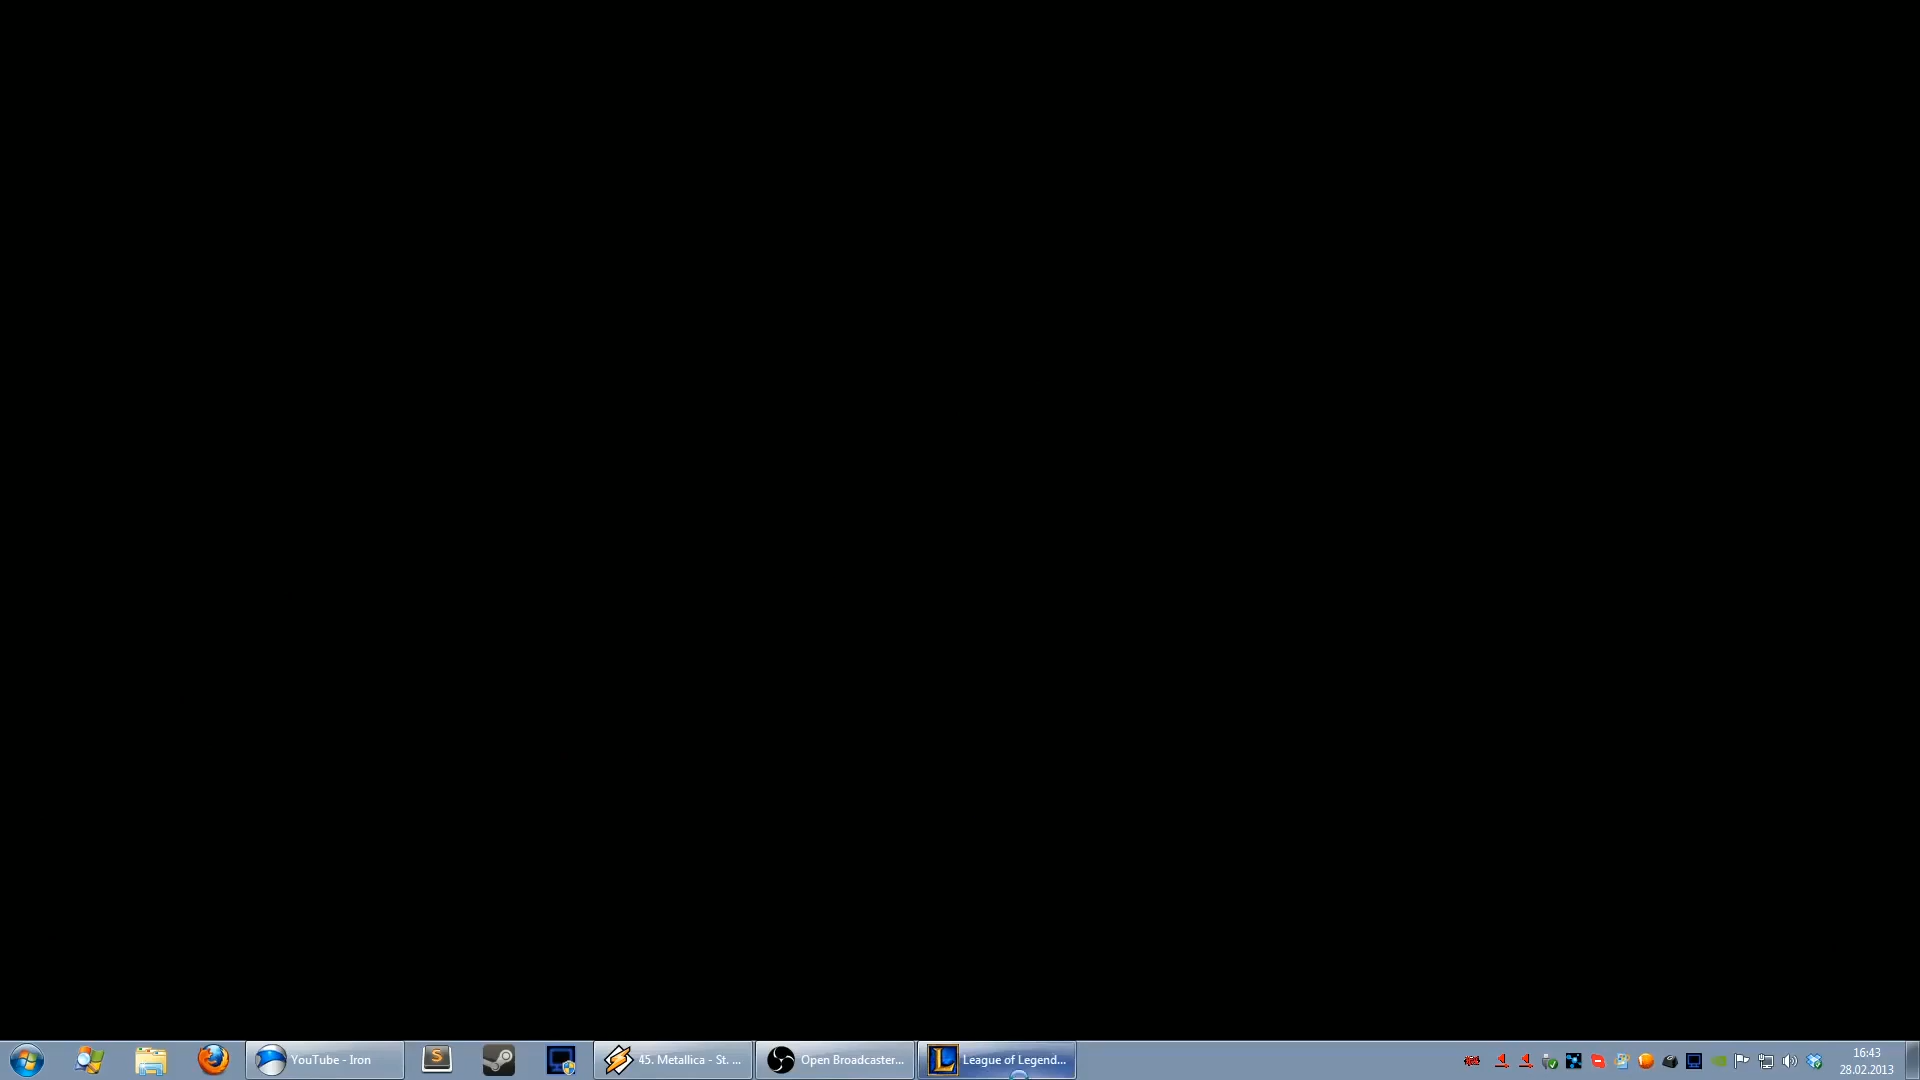 YouTube - Iron
S
45. Metallica - St. ...
Open Broadcaster...
L
League of Legend...
16:43
28.02.2013